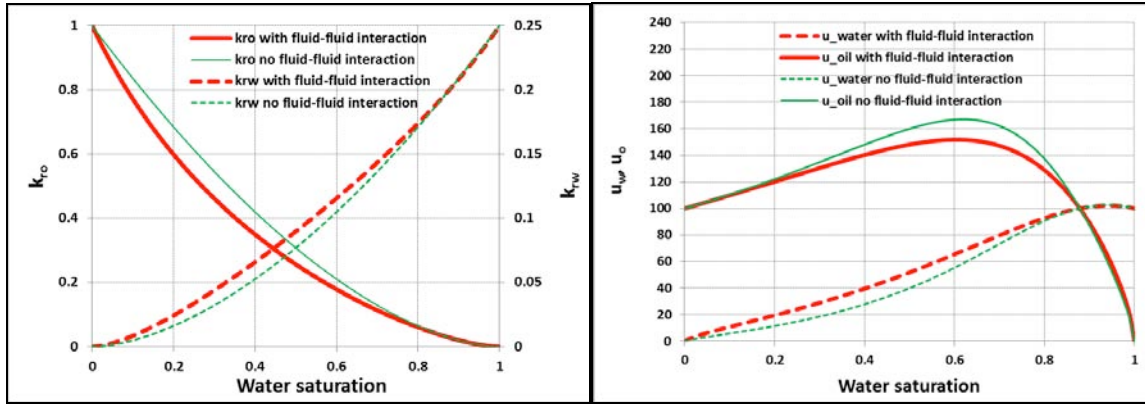 kro with fluid-fluid interaction
kro no fluid-fluid interaction
krw with fluid-fluid interaction
krw no fluid-fluid interaction
1
0.8
0.6
0.4
0.2
0
kro
0.25
0.2
0.15
0.1
0.05
0
krw
0 0.2 0.4 0.6 0.8 1
Water saturation
u_water with fluid-fluid interaction
u_oil with fluid-fluid interaction
u_water no fluid-fluid interaction
u_oil no fluid-fluid interaction
240
220
200
180
160
140
120
100
80
60
40
20
0
uw, uo
0 0.2 0.4 0.6 0.8 1
Water saturation